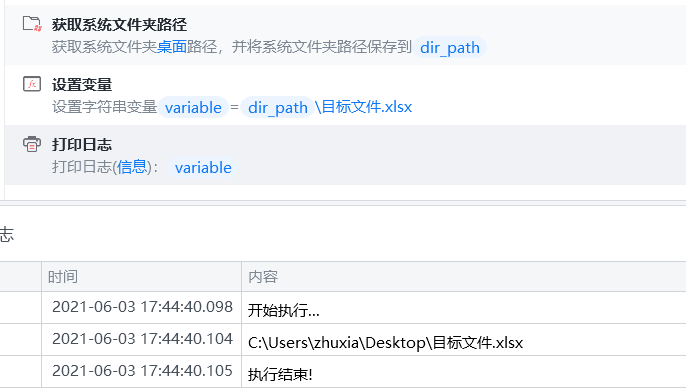 获取系统文件夹路径
获取系统文件夹桌面路径，并将系统文件夹路径保存到 dir_path
设置变量
设置字符串变量 variable = dir_path \目标文件.xlsx
打印日志
打印日志(信息)： variable
志
时间 内容
2021-06-03 17:44:40.098 开始执行...
2021-06-03 17:44:40.104 C:\Users\zhuxia\Desktop\目标文件.xlsx
2021-06-03 17:44:40.105 执行结束!